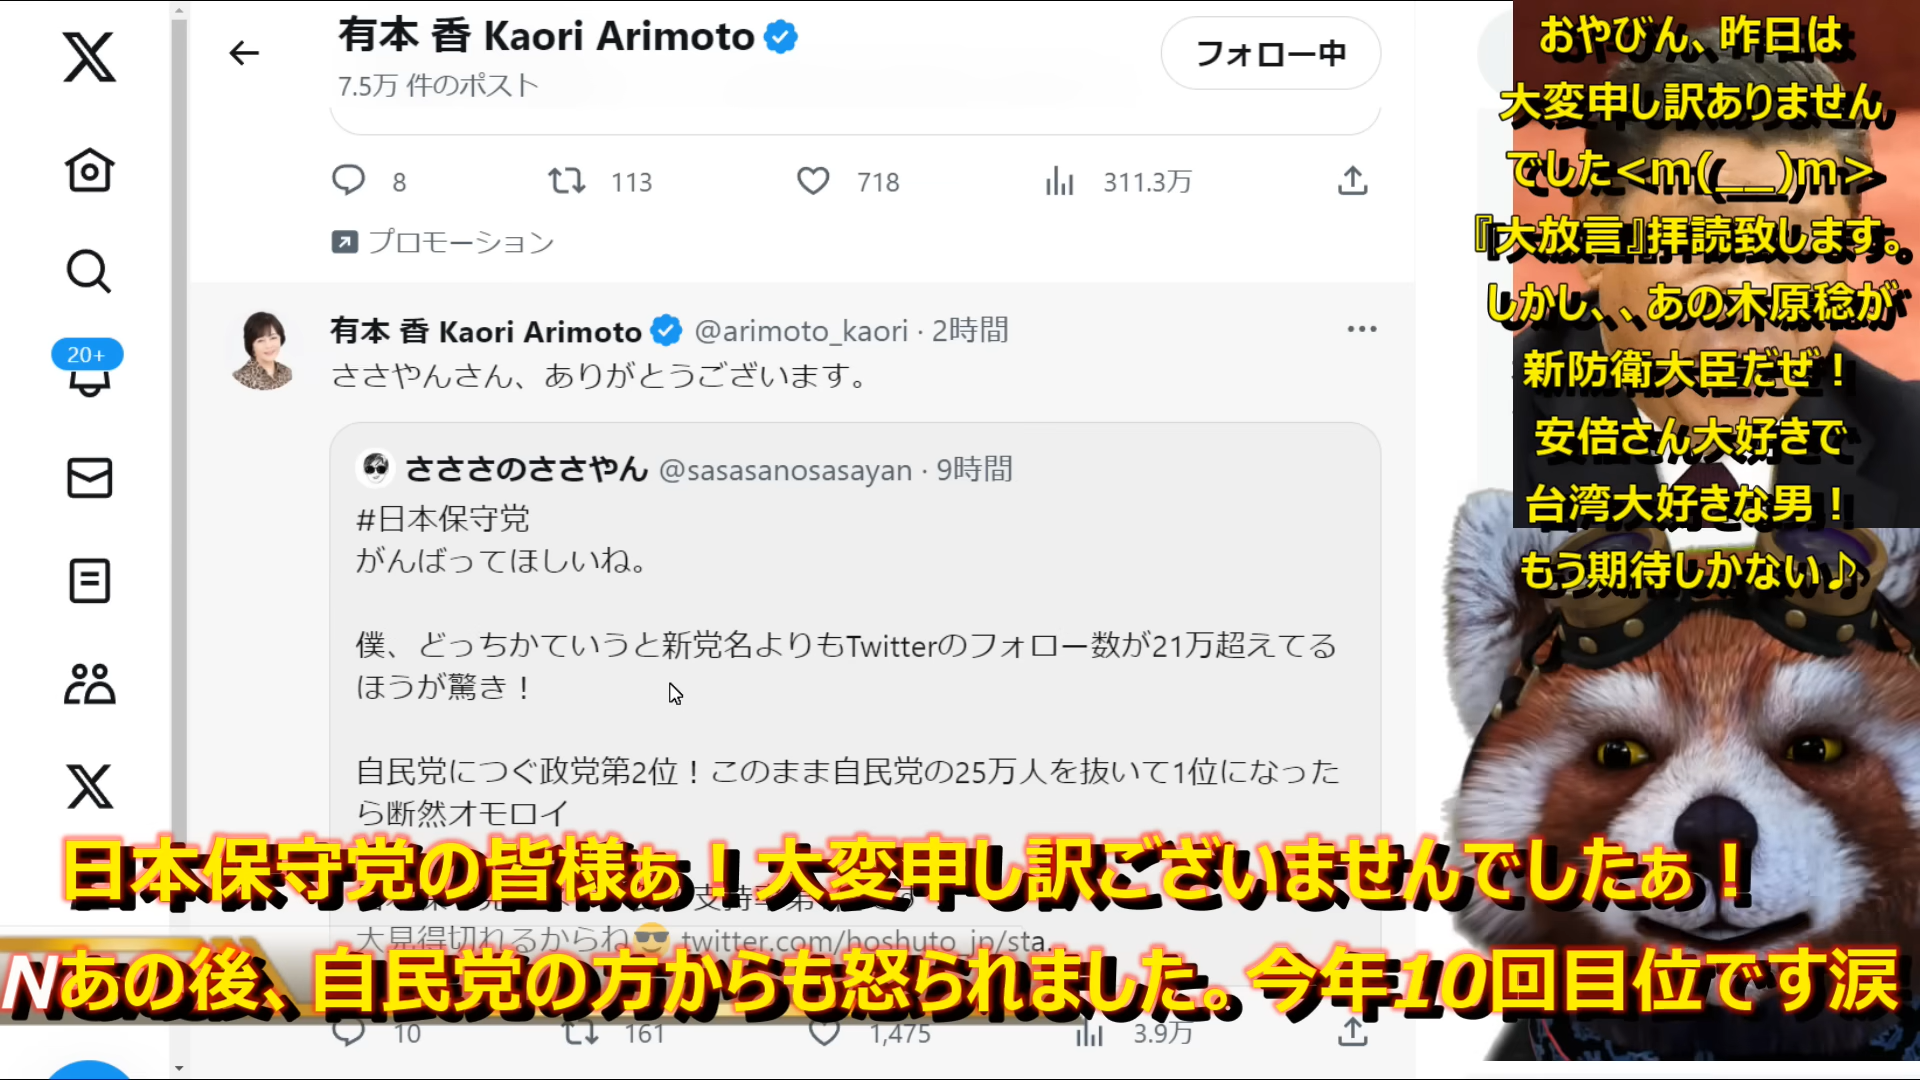 有本 香 Kaori Arimoto
7.5万 件のポスト
フォロー中
8 113 718 311.3万
プロモーション
20+
有本 香 Kaori Arimoto @arimoto_kaori · 2時間
ささやんさん、ありがとうございます。
さささのささやん @sasasanosasayan · 9時間
#日本保守党
がんばってほしいね。
僕、どっちかていうと新党名よりもTwitterのフォロー数が21万超えてる
ほうが驚き！
自民党につぐ政党第2位！このまま自民党の25万人を抜いて1位になった
ら断然オモロイ
大見得切れるからね😎 twitter.com/hoshuto_jp/sta…
10 161 1,475 3.9万
おやびん、昨日は
大変申し訳ありません
でした<m(__)m>
『大放言』拝読致します。
しかし、、あの木原稔が
新防衛大臣だぜ！
安倍さん大好きで
台湾大好きな男！
もう期待しかない♪
日本保守党の皆様ぁ！大変申し訳ございませんでしたぁ！
Nあの後、自民党の方からも怒られました。今年10回目位です涙